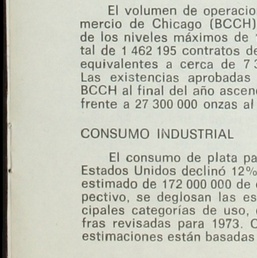 El volumen de operacio
mercio de Chicago (BCCH)
de los niveles máximos de
tal de 1 462 195 contratos de
equivalentes a cerca de 7
Las existencias aprobadas
BCCH al final del año ascen
frente a 27 300 000 onzas al
CONSUMO INDUSTRIAL
El consumo de plata pa
Estados Unidos declinó 12%
estimado de 172 000 000 de
pectivo, se deglosan las es
cipales categorías de uso,
fras revisadas para 1973. C
estimaciones están basadas